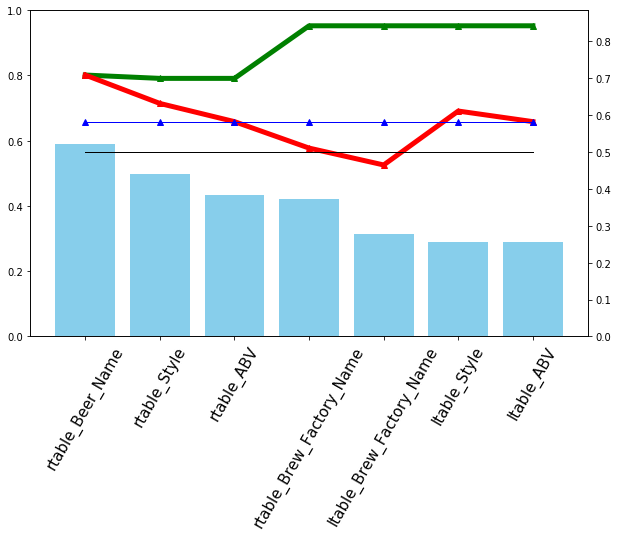 1.0
0.8
0.6
0.4
0.2
0.0
0.8
0.7
0.6
0.5
0.4
0.3
0.2
0.1
0.0
rtable_Beer_Name
rtable_Style
rtable_ABV
rtable_Brew_Factory_Name
ltable_Brew_Factory_Name
ltable_Style
ltable_ABV